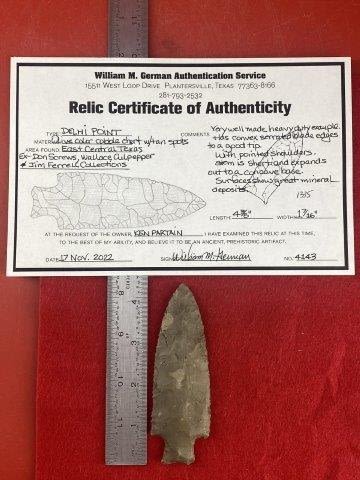 William M. German Authentication Service
15511 WEST LOOP DRIVE PLANTERSVILLE, TEXAS 77363-8166
281-793-2532
Relic Certificate of Authenticity
TYPE DELHI POINT
MATERIAL olive color cobble chert w/tan spots
AREA FOUND East Central Texas
Ex-Don Screws, Wallace Culpepper
& Jim Ferrell Collections
COMMENTS Very well made, heavy duty example.
Has convex serrated blade edges
to a good tip.
With pointed shoulders.
stem is short and expands
out to a concave base.
Surfaces show great mineral
deposits.
1315
LENGTH: WIDTH: 1 7/16"
AT THE REQUEST OF THE OWNER, KEN PARTAIN I HAVE EXAMINED THIS RELIC AT THIS TIME,
TO THE BEST OF MY ABILITY, AND BELIEVE IT TO BE AN ANCIENT, PREHISTORIC ARTIFACT.
DATE 17 NOV. 2022 SIGN William M. German NO. 4143